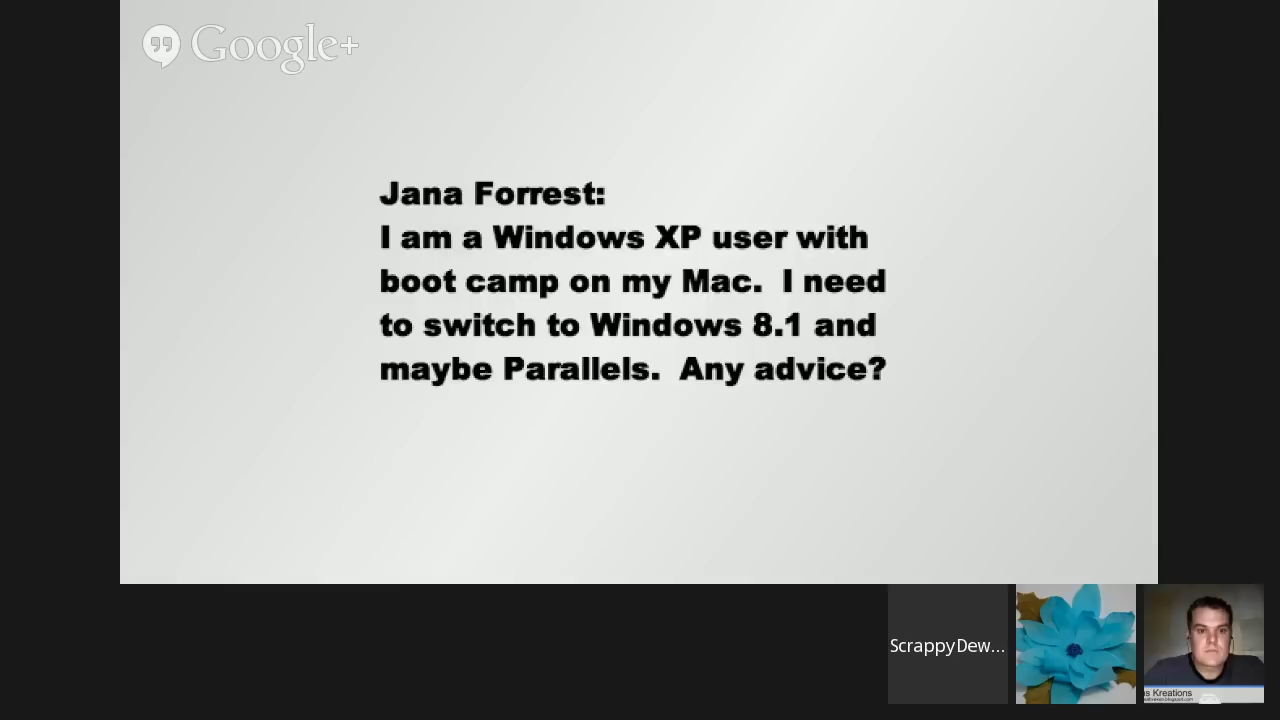 Google+
Jana Forrest:
I am a Windows XP user with
boot camp on my Mac.  I need
to switch to Windows 8.1 and
maybe Parallels.  Any advice?
ScrappyDew...
s Kreations